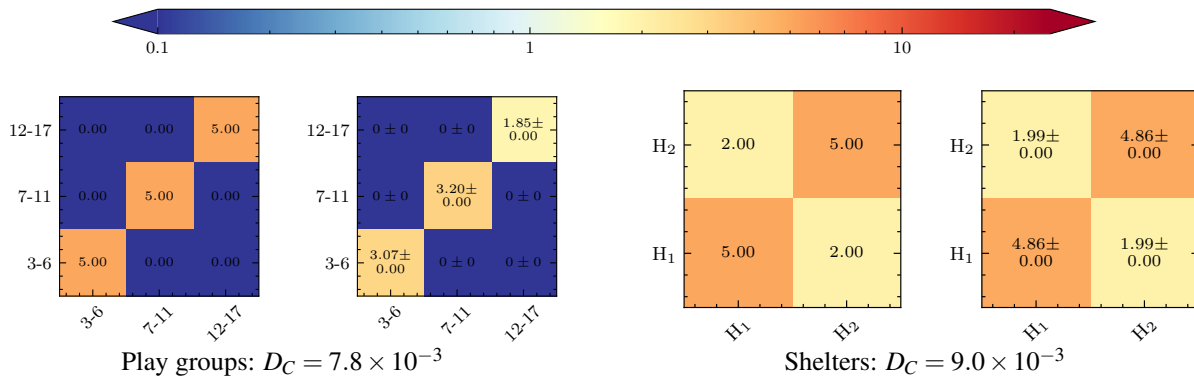 0.1 1 10
12-17 0.00 0.00 5.00
7-11 0.00 5.00 0.00
3-6 5.00 0.00 0.00
3-6 7-11 12-17
12-17 0 ± 0 0 ± 0 1.85±
0.00
7-11 0 ± 0 3.20±
0.00 0 ± 0
3-6 3.07±
0.00 0 ± 0 0 ± 0
3-6 7-11 12-17
Play groups: D_C = 7.8 × 10⁻³
H₂ 2.00 5.00
H₁ 5.00 2.00
H₁ H₂
H₂ 1.99± 4.86±
0.00 0.00
H₁ 4.86± 1.99±
0.00 0.00
H₁ H₂
Shelters: D_C = 9.0 × 10⁻³